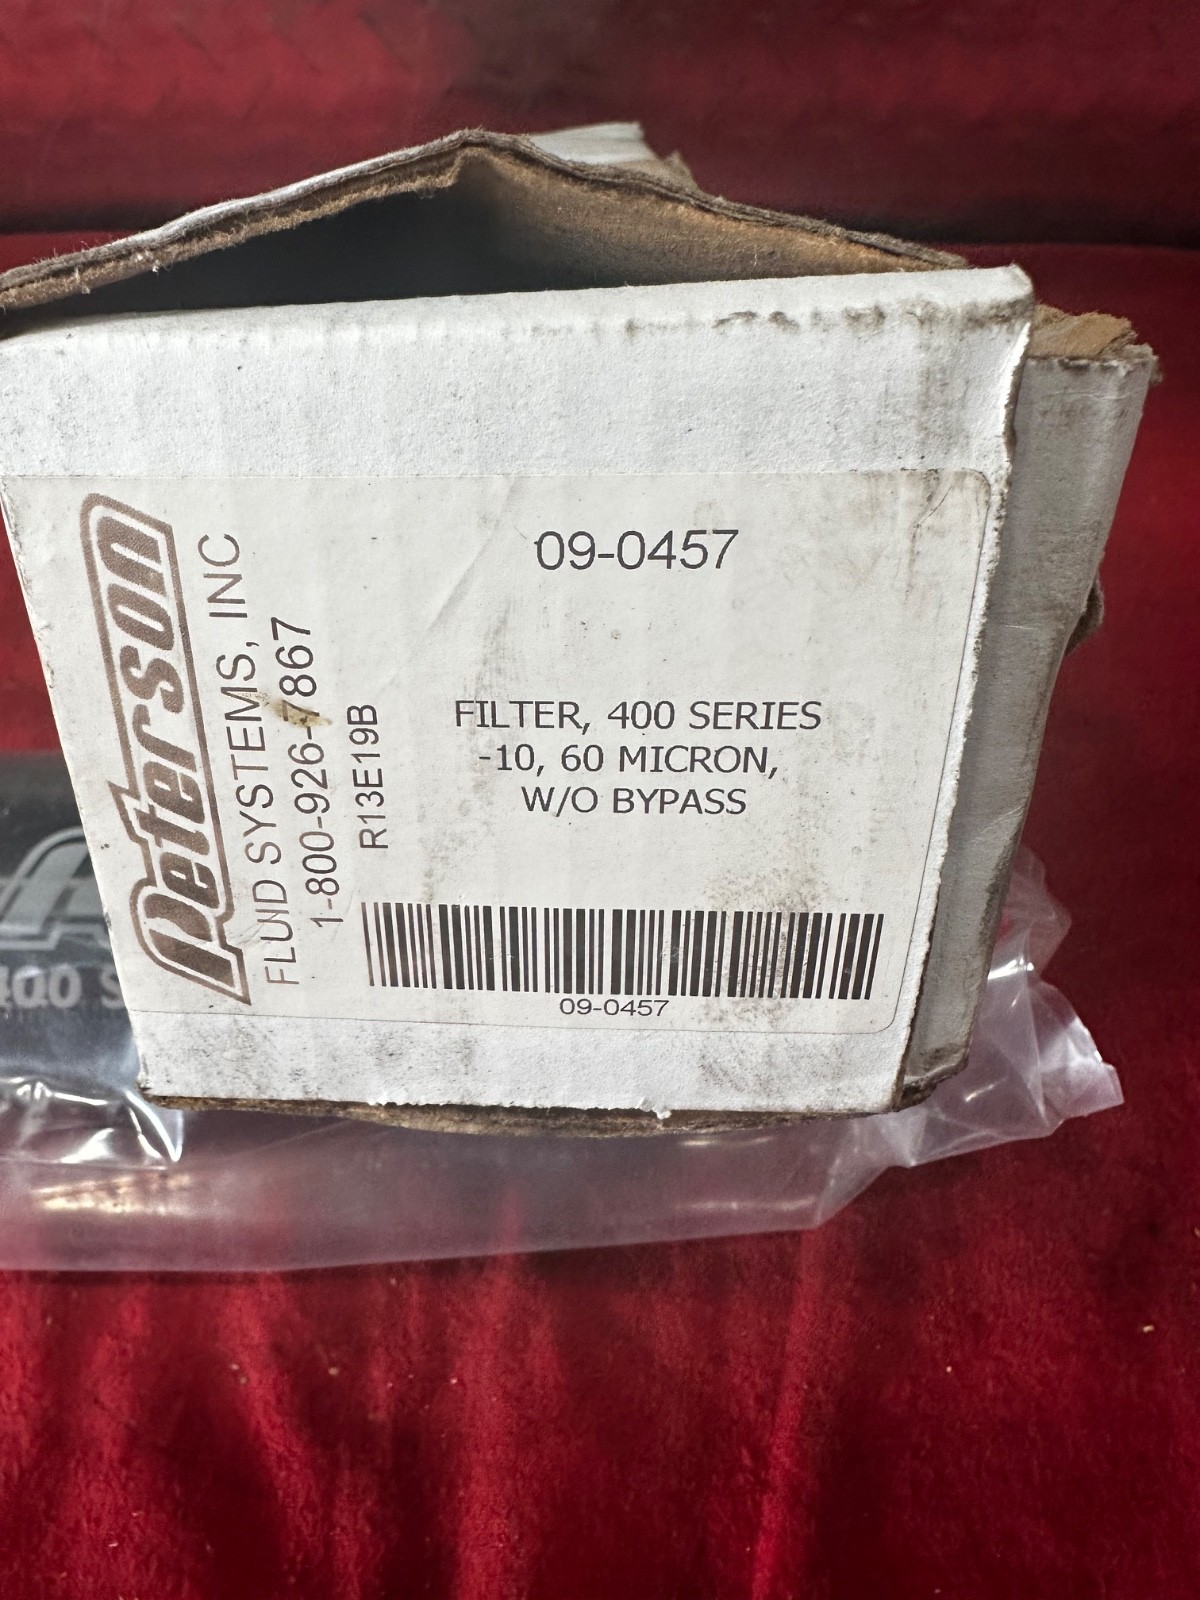 09-0457
FILTER, 400 SERIES
-10, 60 MICRON,
W/O BYPASS
09-0457
Peterson
FLUID SYSTEMS, INC
1-800-926-7867
R13E19B
400 S